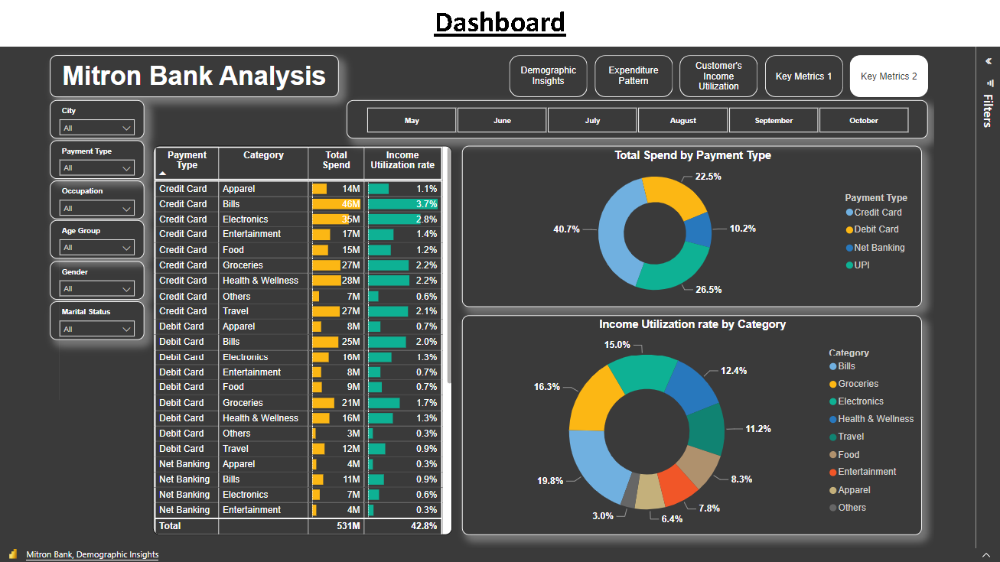 Dashboard
Mitron Bank Analysis
Demographic
Insights
Expenditure
Pattern
Customer's
Income
Utilization
Key Metrics 1
Key Metrics 2
Filters
City
All
Payment Type
All
Occupation
All
Age Group
All
Gender
All
Marital Status
All
May June July August September October
Payment Type Category Total Spend Income Utilization rate
Credit Card Apparel 14M 1.1%
Credit Card Bills 46M 3.7%
Credit Card Electronics 35M 2.8%
Credit Card Entertainment 17M 1.4%
Credit Card Food 15M 1.2%
Credit Card Groceries 27M 2.2%
Credit Card Health & Wellness 28M 2.2%
Credit Card Others 7M 0.6%
Credit Card Travel 27M 2.1%
Debit Card Apparel 8M 0.7%
Debit Card Bills 25M 2.0%
Debit Card Electronics 16M 1.3%
Debit Card Entertainment 8M 0.7%
Debit Card Food 9M 0.7%
Debit Card Groceries 21M 1.7%
Debit Card Health & Wellness 16M 1.3%
Debit Card Others 3M 0.3%
Debit Card Travel 12M 0.9%
Net Banking Apparel 4M 0.3%
Net Banking Bills 11M 0.9%
Net Banking Electronics 7M 0.6%
Net Banking Entertainment 4M 0.3%
Total 531M 42.8%
Total Spend by Payment Type
22.5%
10.2%
26.5%
40.7%
Payment Type
Credit Card
Debit Card
Net Banking
UPI
Income Utilization rate by Category
15.0%
12.4%
11.2%
8.3%
7.8%
6.4%
3.0%
19.8%
16.3%
Category
Bills
Groceries
Electronics
Health & Wellness
Travel
Food
Entertainment
Apparel
Others
Mitron Bank, Demographic Insights